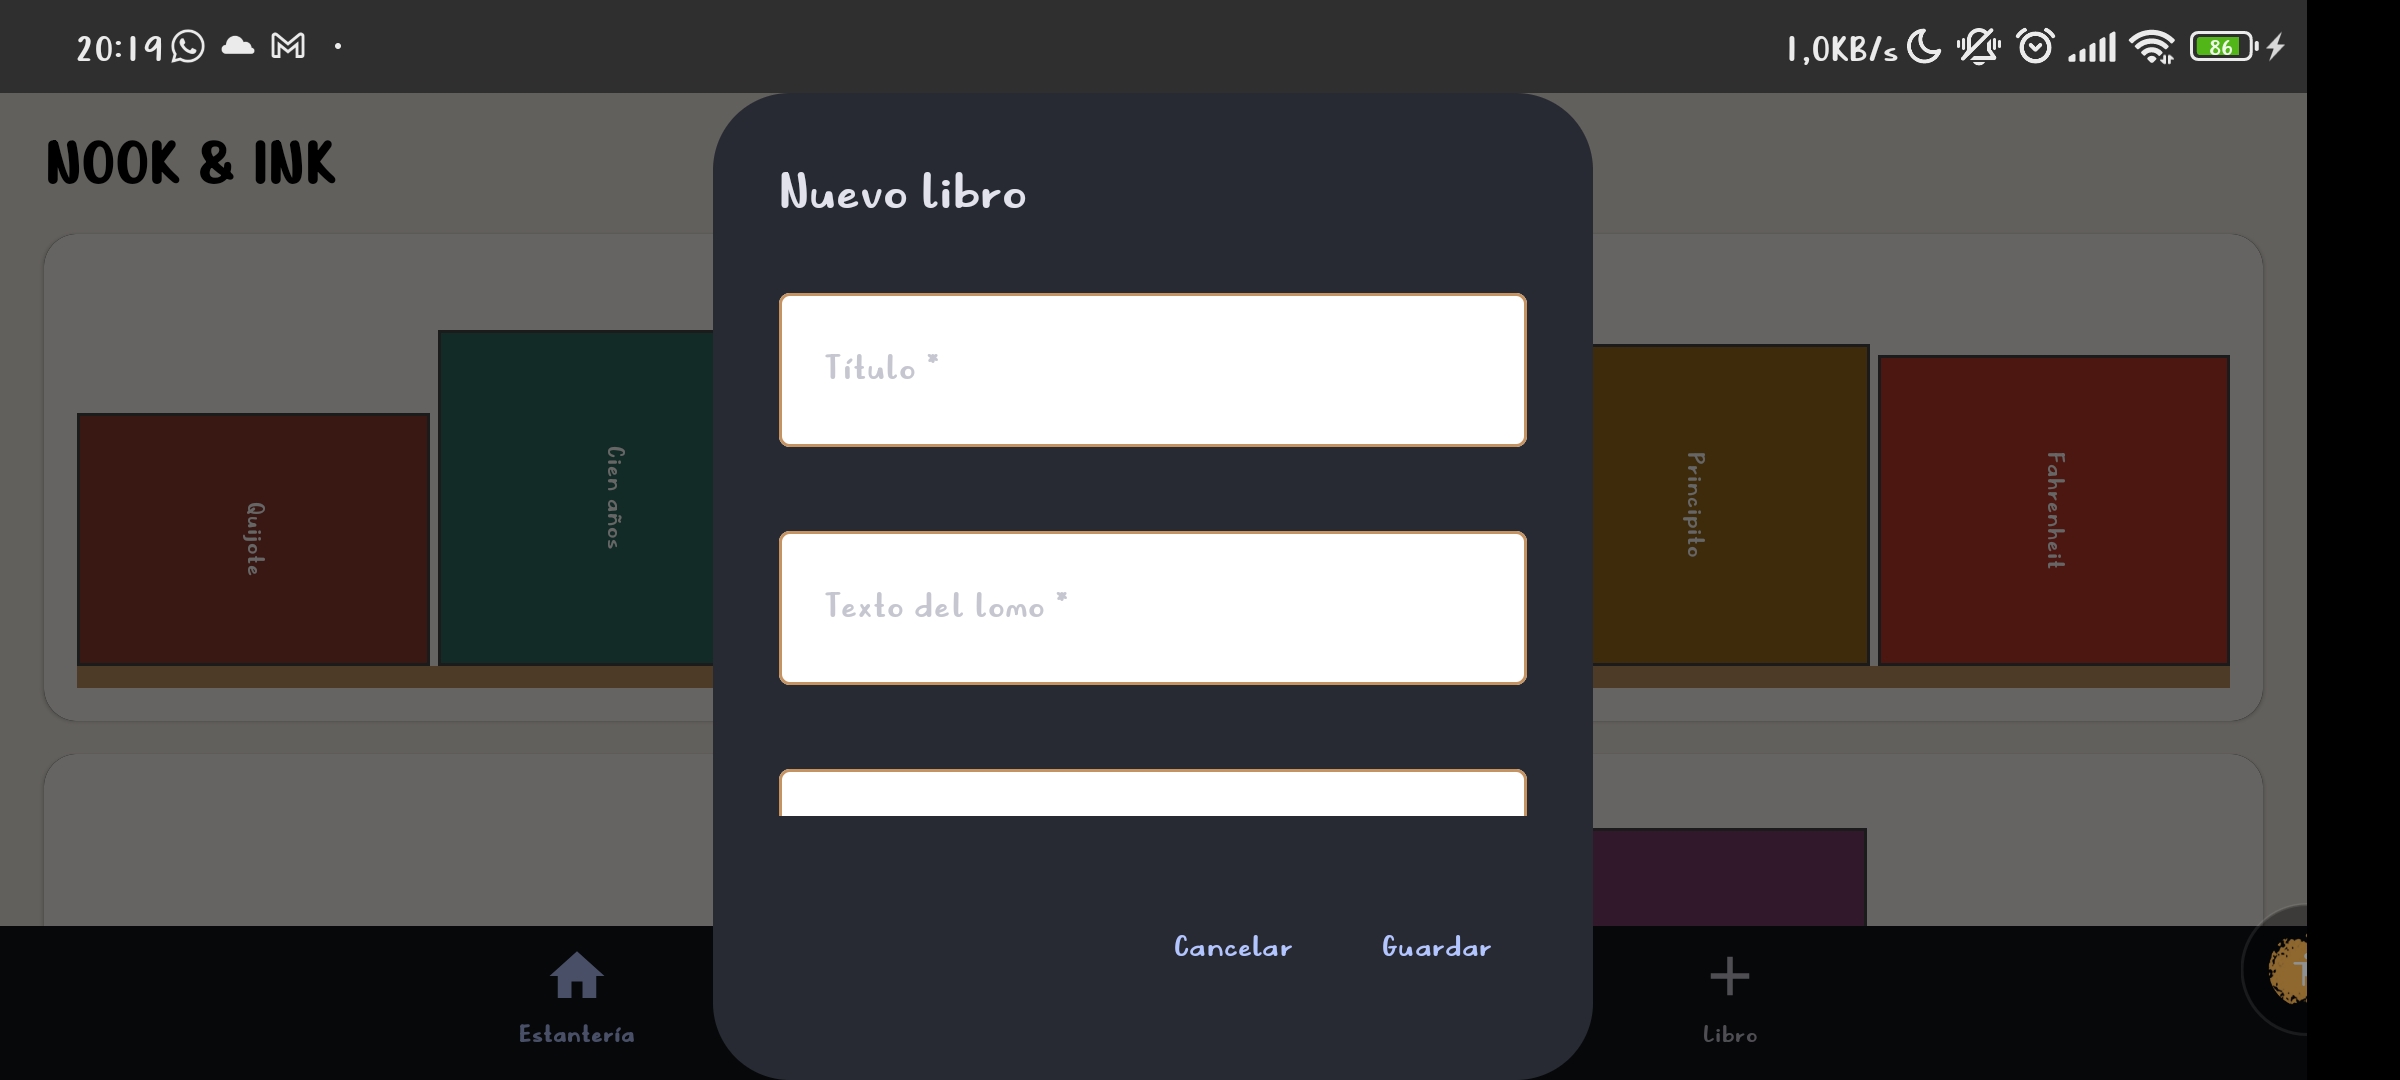 20:19
1,0KB/s
86
NOOK & INK
Nuevo libro
Título *
Texto del lomo *
Quijote
Cien años
Principito
Fahrenheit
Cancelar
Guardar
Estantería
Libro